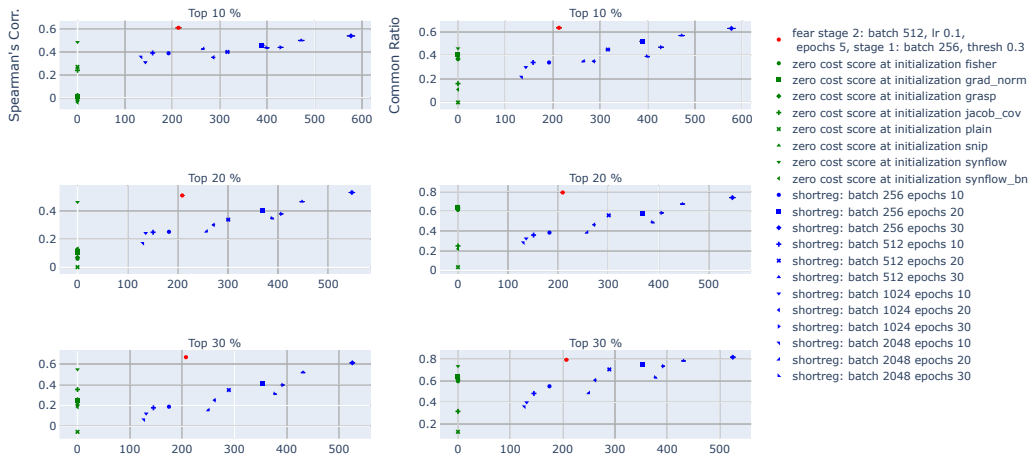 Top 10 %
Spearman's Corr.
0.6
0.4
0.2
0
0 100 200 300 400 500 600
Top 10 %
Common Ratio
0.6
0.4
0.2
0
0 100 200 300 400 500 600
Top 20 %
0.4
0.2
0
0 100 200 300 400 500
Top 20 %
0.8
0.6
0.4
0.2
0
0 100 200 300 400 500
Top 30 %
0.6
0.4
0.2
0
0 100 200 300 400 500
Top 30 %
0.8
0.6
0.4
0.2
0
0 100 200 300 400 500
fear stage 2: batch 512, lr 0.1,
epochs 5, stage 1: batch 256, thresh 0.3
zero cost score at initialization fisher
zero cost score at initialization grad_norm
zero cost score at initialization grasp
zero cost score at initialization jacob_cov
zero cost score at initialization plain
zero cost score at initialization snip
zero cost score at initialization synflow
zero cost score at initialization synflow_bn
shortreg: batch 256 epochs 10
shortreg: batch 256 epochs 20
shortreg: batch 256 epochs 30
shortreg: batch 512 epochs 10
shortreg: batch 512 epochs 20
shortreg: batch 512 epochs 30
shortreg: batch 1024 epochs 10
shortreg: batch 1024 epochs 20
shortreg: batch 1024 epochs 30
shortreg: batch 2048 epochs 10
shortreg: batch 2048 epochs 20
shortreg: batch 2048 epochs 30